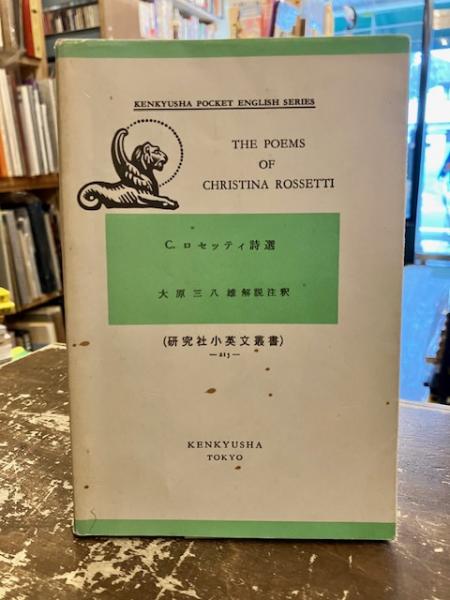 KENKYUSHA POCKET ENGLISH SERIES
THE POEMS
OF
CHRISTINA ROSSETTI
C. ロセッティ詩選
大原三八雄解説注釈
(研究社小英文叢書)
—215—
KENKYUSHA
TOKYO